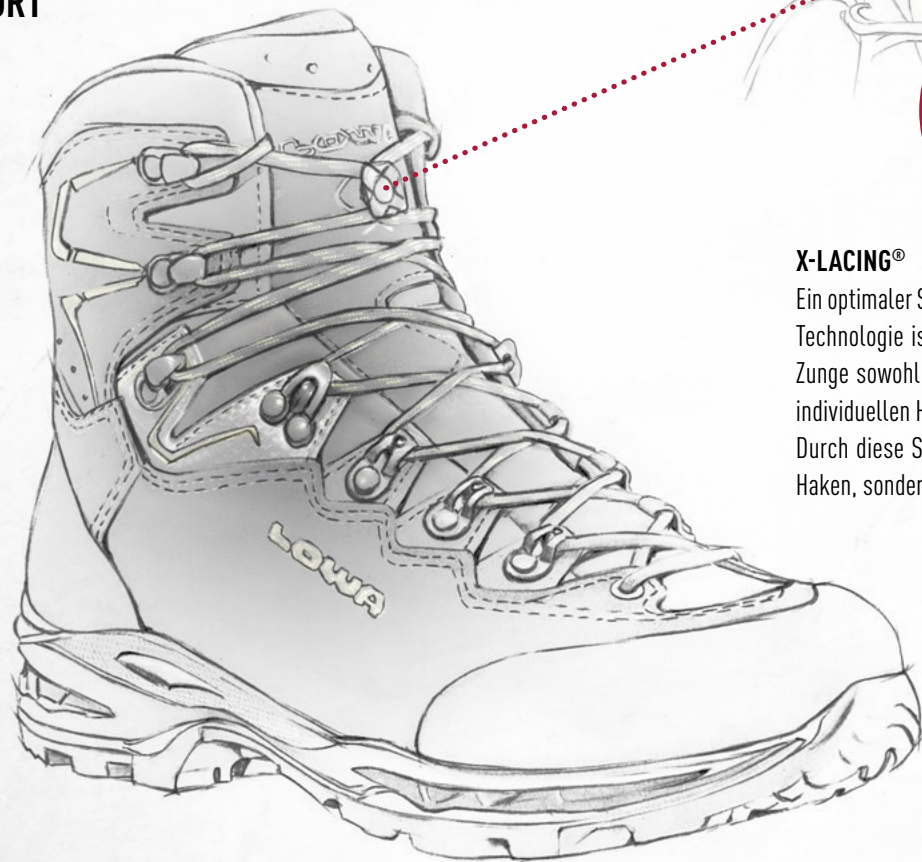 ORT
X-LACING®
Ein optimaler S
Technologie is
Zunge sowohl
individuellen H
Durch diese S
Haken, sonder
LOWA